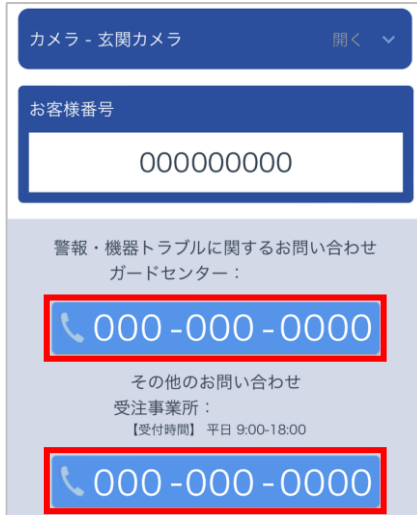 カメラ - 玄関カメラ 開く
お客様番号
000000000
警報・機器トラブルに関するお問い合わせ
ガードセンター：
000-000-0000
その他のお問い合わせ
受注事業所：
【受付時間】 平日 9:00-18:00
000-000-0000